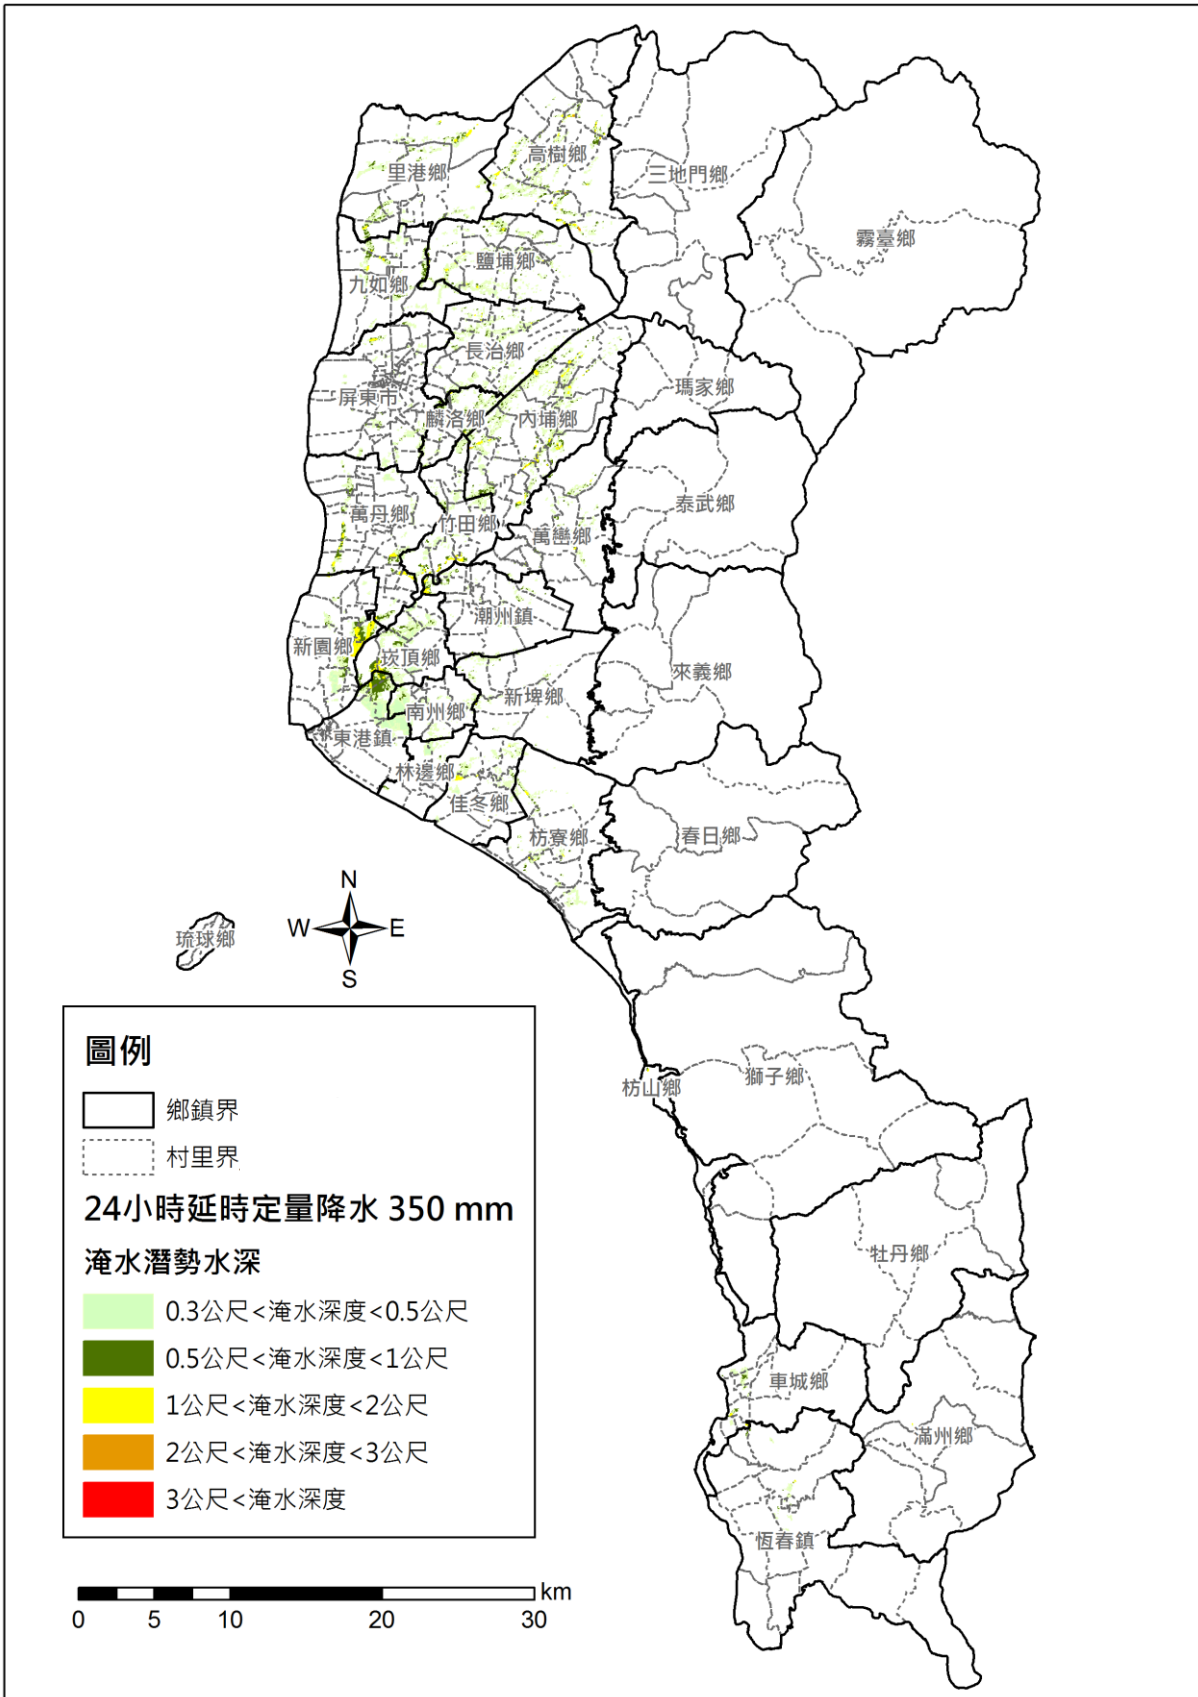 高樹鄉
三地門鄉
里港鄉
霧臺鄉
鹽埔鄉
九如鄉
長治鄉
瑪家鄉
屏東市
麟洛鄉
內埔鄉
泰武鄉
萬丹鄉
竹田鄉
萬巒鄉
潮州鎮
新園鄉
崁頂鄉
來義鄉
新埤鄉
南州鄉
東港鎮
林邊鄉
佳冬鄉
枋寮鄉
春日鄉
N
W
E
S
琉球鄉
獅子鄉
枋山鄉
牡丹鄉
車城鄉
滿州鄉
恆春鎮
圖例
鄉鎮界
村里界
24小時延時定量降水 350 mm
淹水潛勢水深
0.3公尺<淹水深度<0.5公尺
0.5公尺<淹水深度<1公尺
1公尺<淹水深度<2公尺
2公尺<淹水深度<3公尺
3公尺<淹水深度
km
0 5 10 20 30